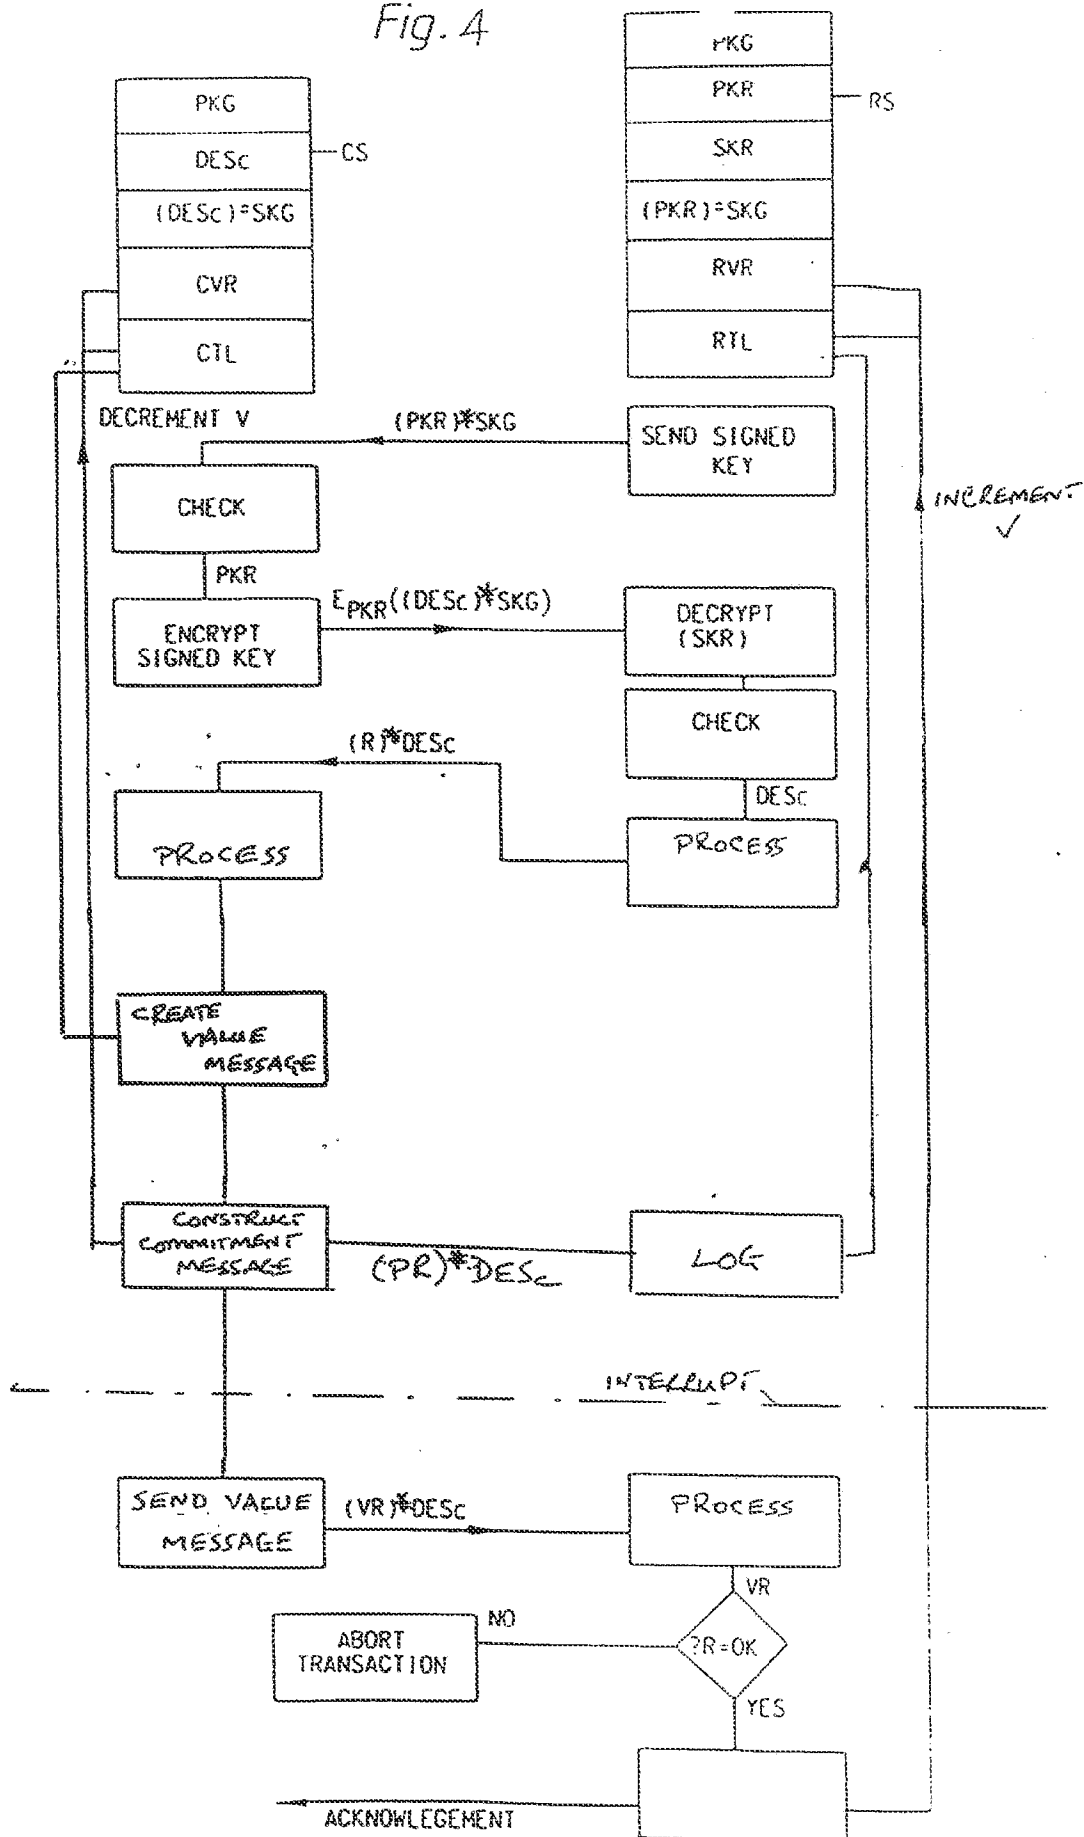 Fig. 4
PKG
DESc
CS
(DESc)*SKG
CVR
CTL
PKG
PKR
RS
SKR
(PKR)*SKG
RVR
RTL
DECREMENT V
(PKR)*SKG
SEND SIGNED
KEY
CHECK
INCREMENT
V
PKR
ENCRYPT
SIGNED KEY
EPKR((DESc)*SKG)
DECRYPT
(SKR)
CHECK
DESc
(R)*DESc
PROCESS
PROCESS
CREATE
VALUE
MESSAGE
CONSTRUCT
COMMITMENT
MESSAGE
(PR)*DESc
LOG
INTERRUPT
SEND VALUE
MESSAGE
(VR)*DESc
PROCESS
VR
?R=OK
NO
ABORT
TRANSACTION
YES
ACKNOWLEGEMENT